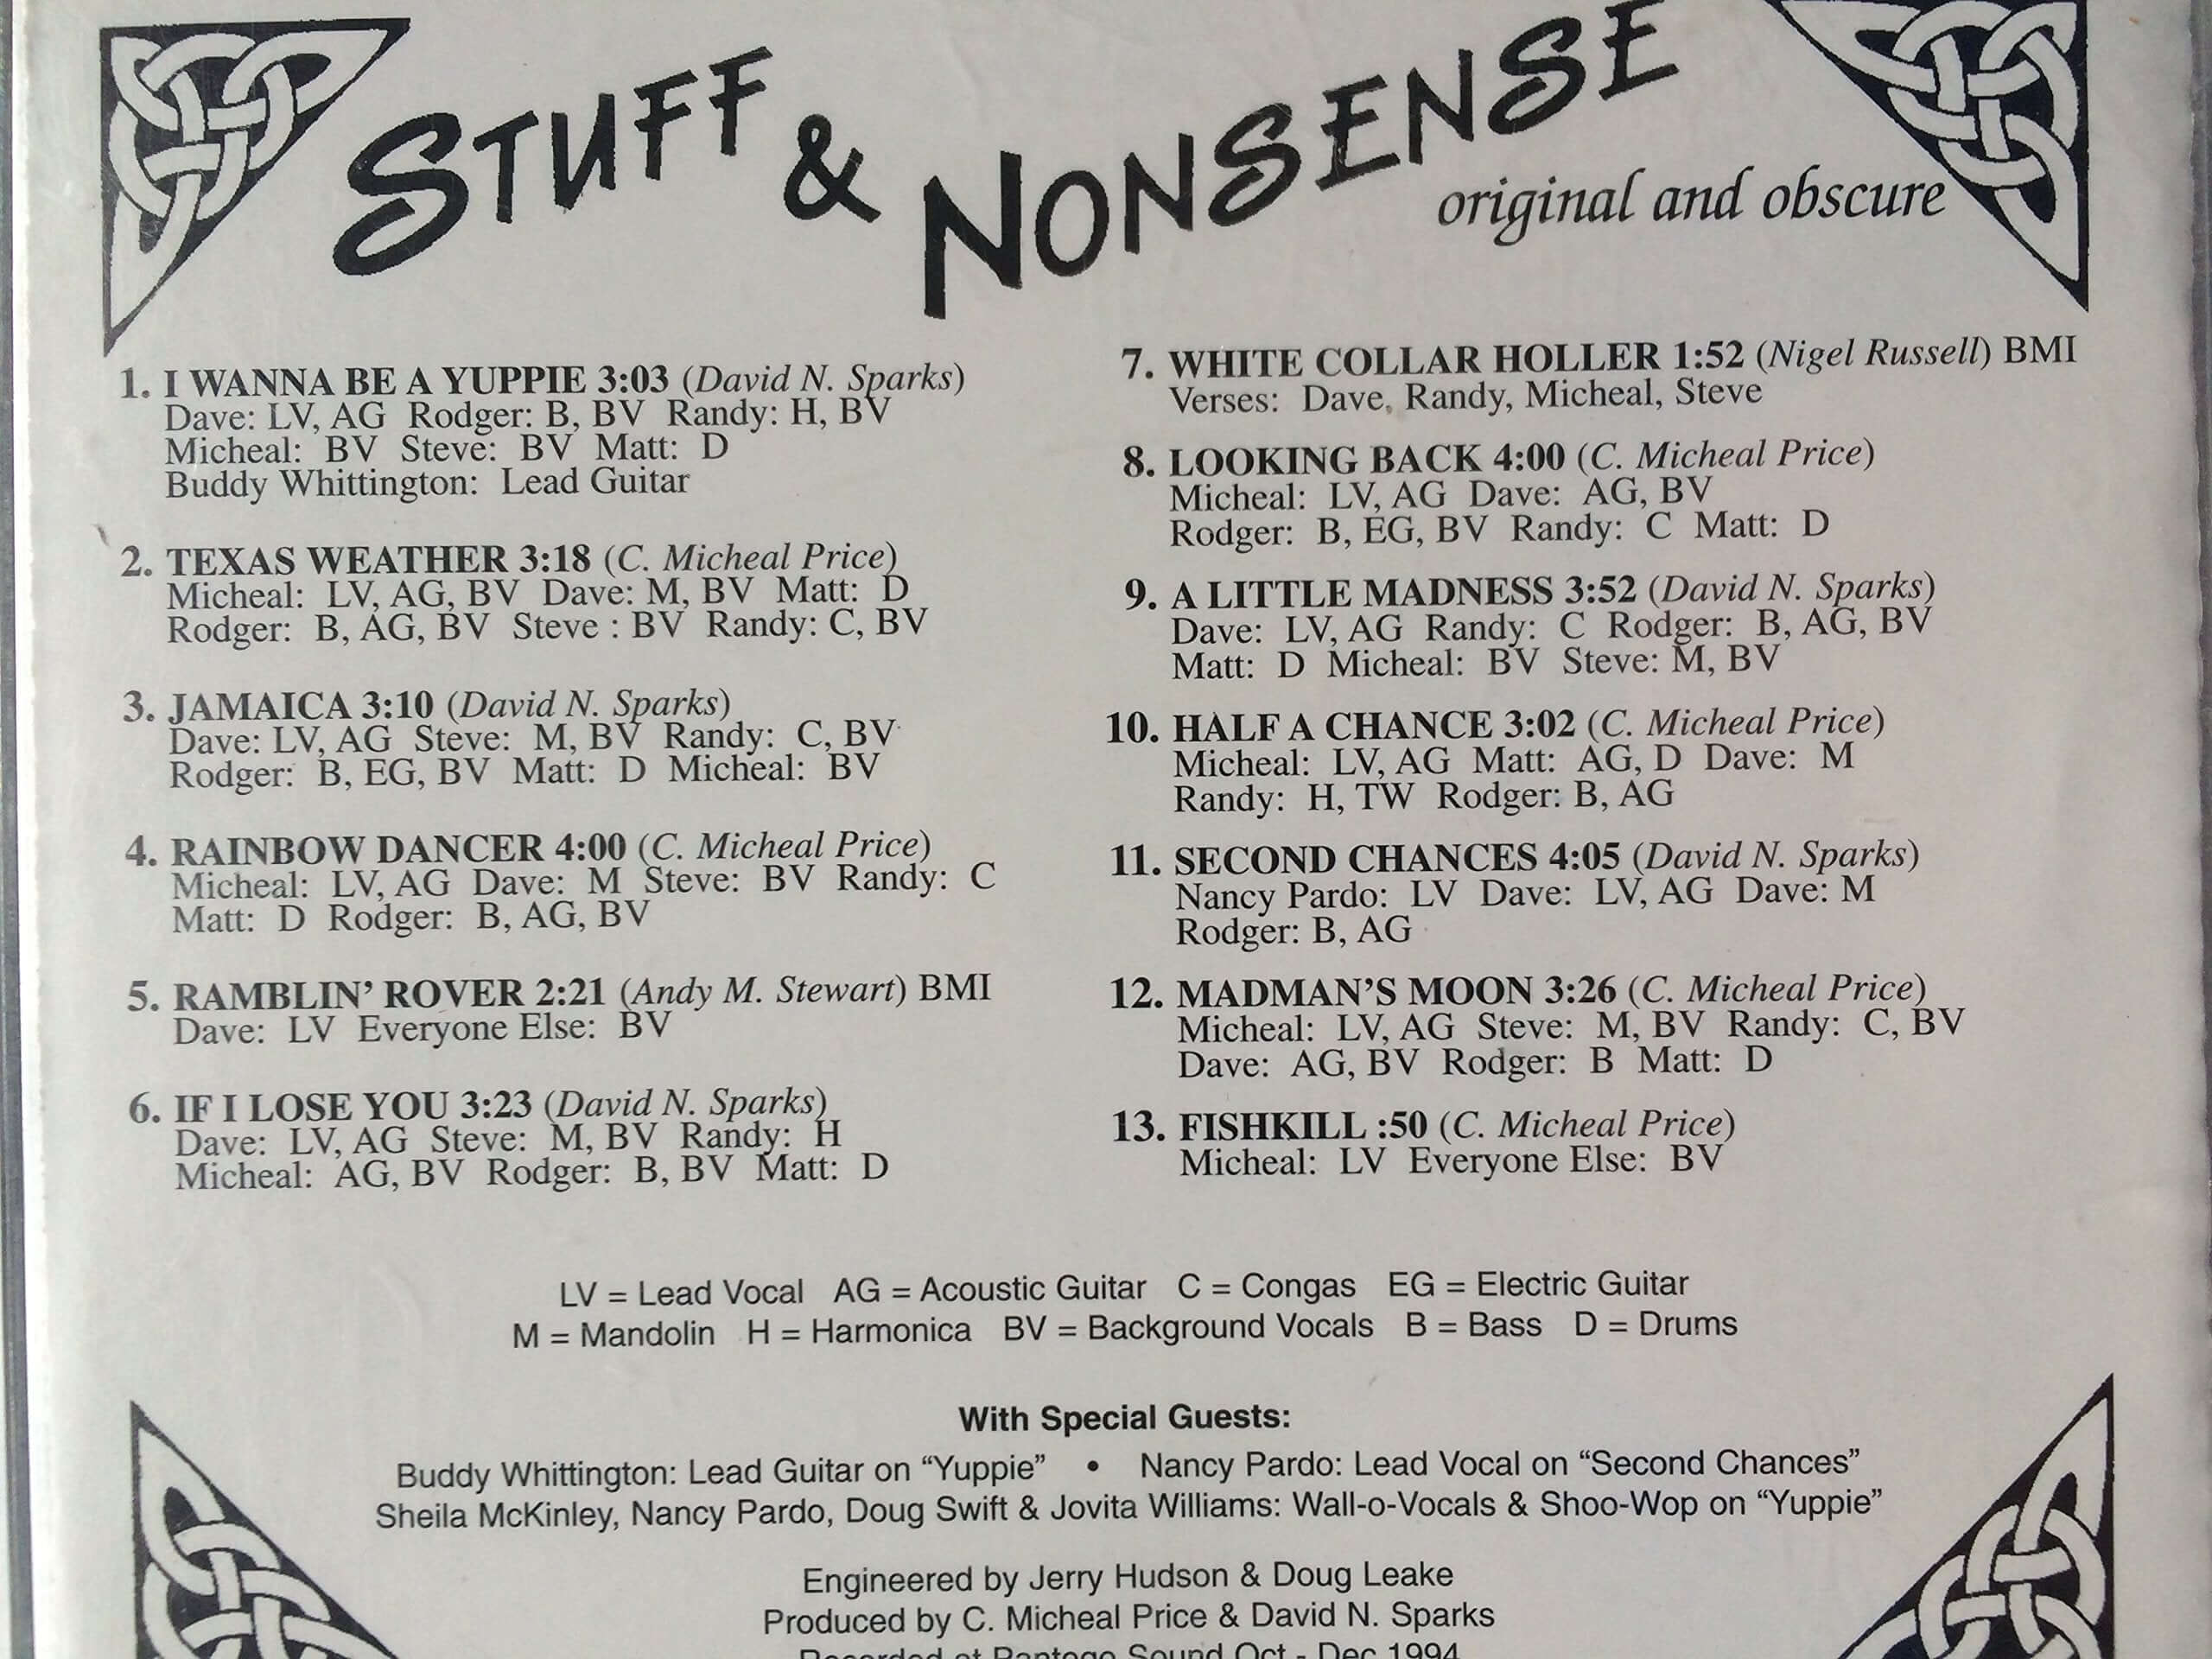 STUFF & NONSENSE
original and obscure
1. I WANNA BE A YUPPIE 3:03 (David N. Sparks)
Dave: LV, AG Rodger: B, BV Randy: H, BV
Micheal: BV Steve: BV Matt: D
Buddy Whittington: Lead Guitar
2. TEXAS WEATHER 3:18 (C. Micheal Price)
Micheal: LV, AG, BV Dave: M, BV Matt: D
Rodger: B, AG, BV Steve : BV Randy: C, BV
3. JAMAICA 3:10 (David N. Sparks)
Dave: LV, AG Steve: M, BV Randy: C, BV
Rodger: B, EG, BV Matt: D Micheal: BV
4. RAINBOW DANCER 4:00 (C. Micheal Price)
Micheal: LV, AG Dave: M Steve: BV Randy: C
Matt: D Rodger: B, AG, BV
5. RAMBLIN' ROVER 2:21 (Andy M. Stewart) BMI
Dave: LV Everyone Else: BV
6. IF I LOSE YOU 3:23 (David N. Sparks)
Dave: LV, AG Steve: M, BV Randy: H
Micheal: AG, BV Rodger: B, BV Matt: D
7. WHITE COLLAR HOLLER 1:52 (Nigel Russell) BMI
Verses: Dave, Randy, Micheal, Steve
8. LOOKING BACK 4:00 (C. Micheal Price)
Micheal: LV, AG Dave: AG, BV
Rodger: B, EG, BV Randy: C Matt: D
9. A LITTLE MADNESS 3:52 (David N. Sparks)
Dave: LV, AG Randy: C Rodger: B, AG, BV
Matt: D Micheal: BV Steve: M, BV
10. HALF A CHANCE 3:02 (C. Micheal Price)
Micheal: LV, AG Matt: AG, D Dave: M
Randy: H, TW Rodger: B, AG
11. SECOND CHANCES 4:05 (David N. Sparks)
Nancy Pardo: LV Dave: LV, AG Dave: M
Rodger: B, AG
12. MADMAN'S MOON 3:26 (C. Micheal Price)
Micheal: LV, AG Steve: M, BV Randy: C, BV
Dave: AG, BV Rodger: B Matt: D
13. FISHKILL :50 (C. Micheal Price)
Micheal: LV Everyone Else: BV
LV = Lead Vocal AG = Acoustic Guitar C = Congas EG = Electric Guitar
M = Mandolin H = Harmonica BV = Background Vocals B = Bass D = Drums
With Special Guests:
Buddy Whittington: Lead Guitar on “Yuppie” • Nancy Pardo: Lead Vocal on “Second Chances”
Sheila McKinley, Nancy Pardo, Doug Swift & Jovita Williams: Wall-o-Vocals & Shoo-Wop on “Yuppie”
Engineered by Jerry Hudson & Doug Leake
Produced by C. Micheal Price & David N. Sparks
Recorded at Pantego Sound Oct - Dec 1994